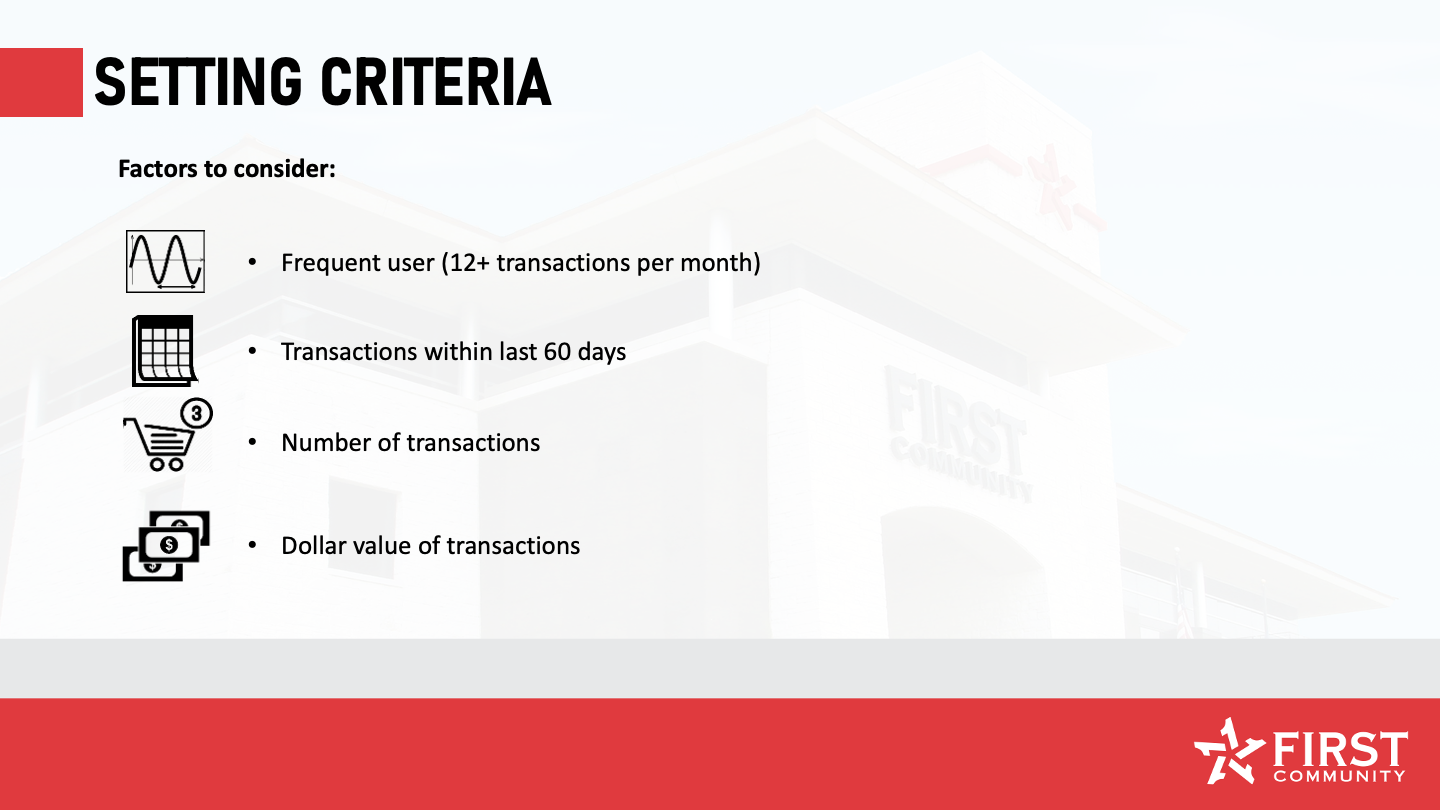 SETTING CRITERIA
Factors to consider:
• Frequent user (12+ transactions per month)
• Transactions within last 60 days
3
• Number of transactions
$
$
• Dollar value of transactions
FIRST
COMMUNITY
FIRST
COMMUNITY